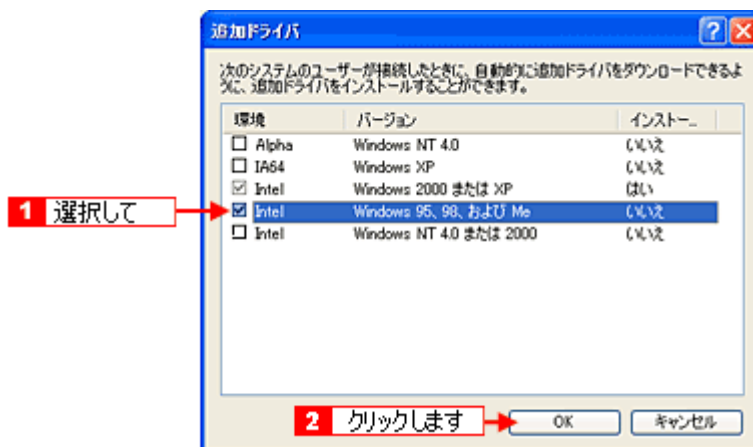 追加ドライバ
次のシステムのユーザーが接続したときに、自動的に追加ドライバをダウンロードできるよ
うに、追加ドライバをインストールすることができます。
環境 バージョン インストー...
Alpha Windows NT 4.0 いいえ
IA64 Windows XP いいえ
Intel Windows 2000 または XP はい
1 選択して Intel Windows 95、98、および Me いいえ
Intel Windows NT 4.0 または 2000 いいえ
2 クリックします OK キャンセル